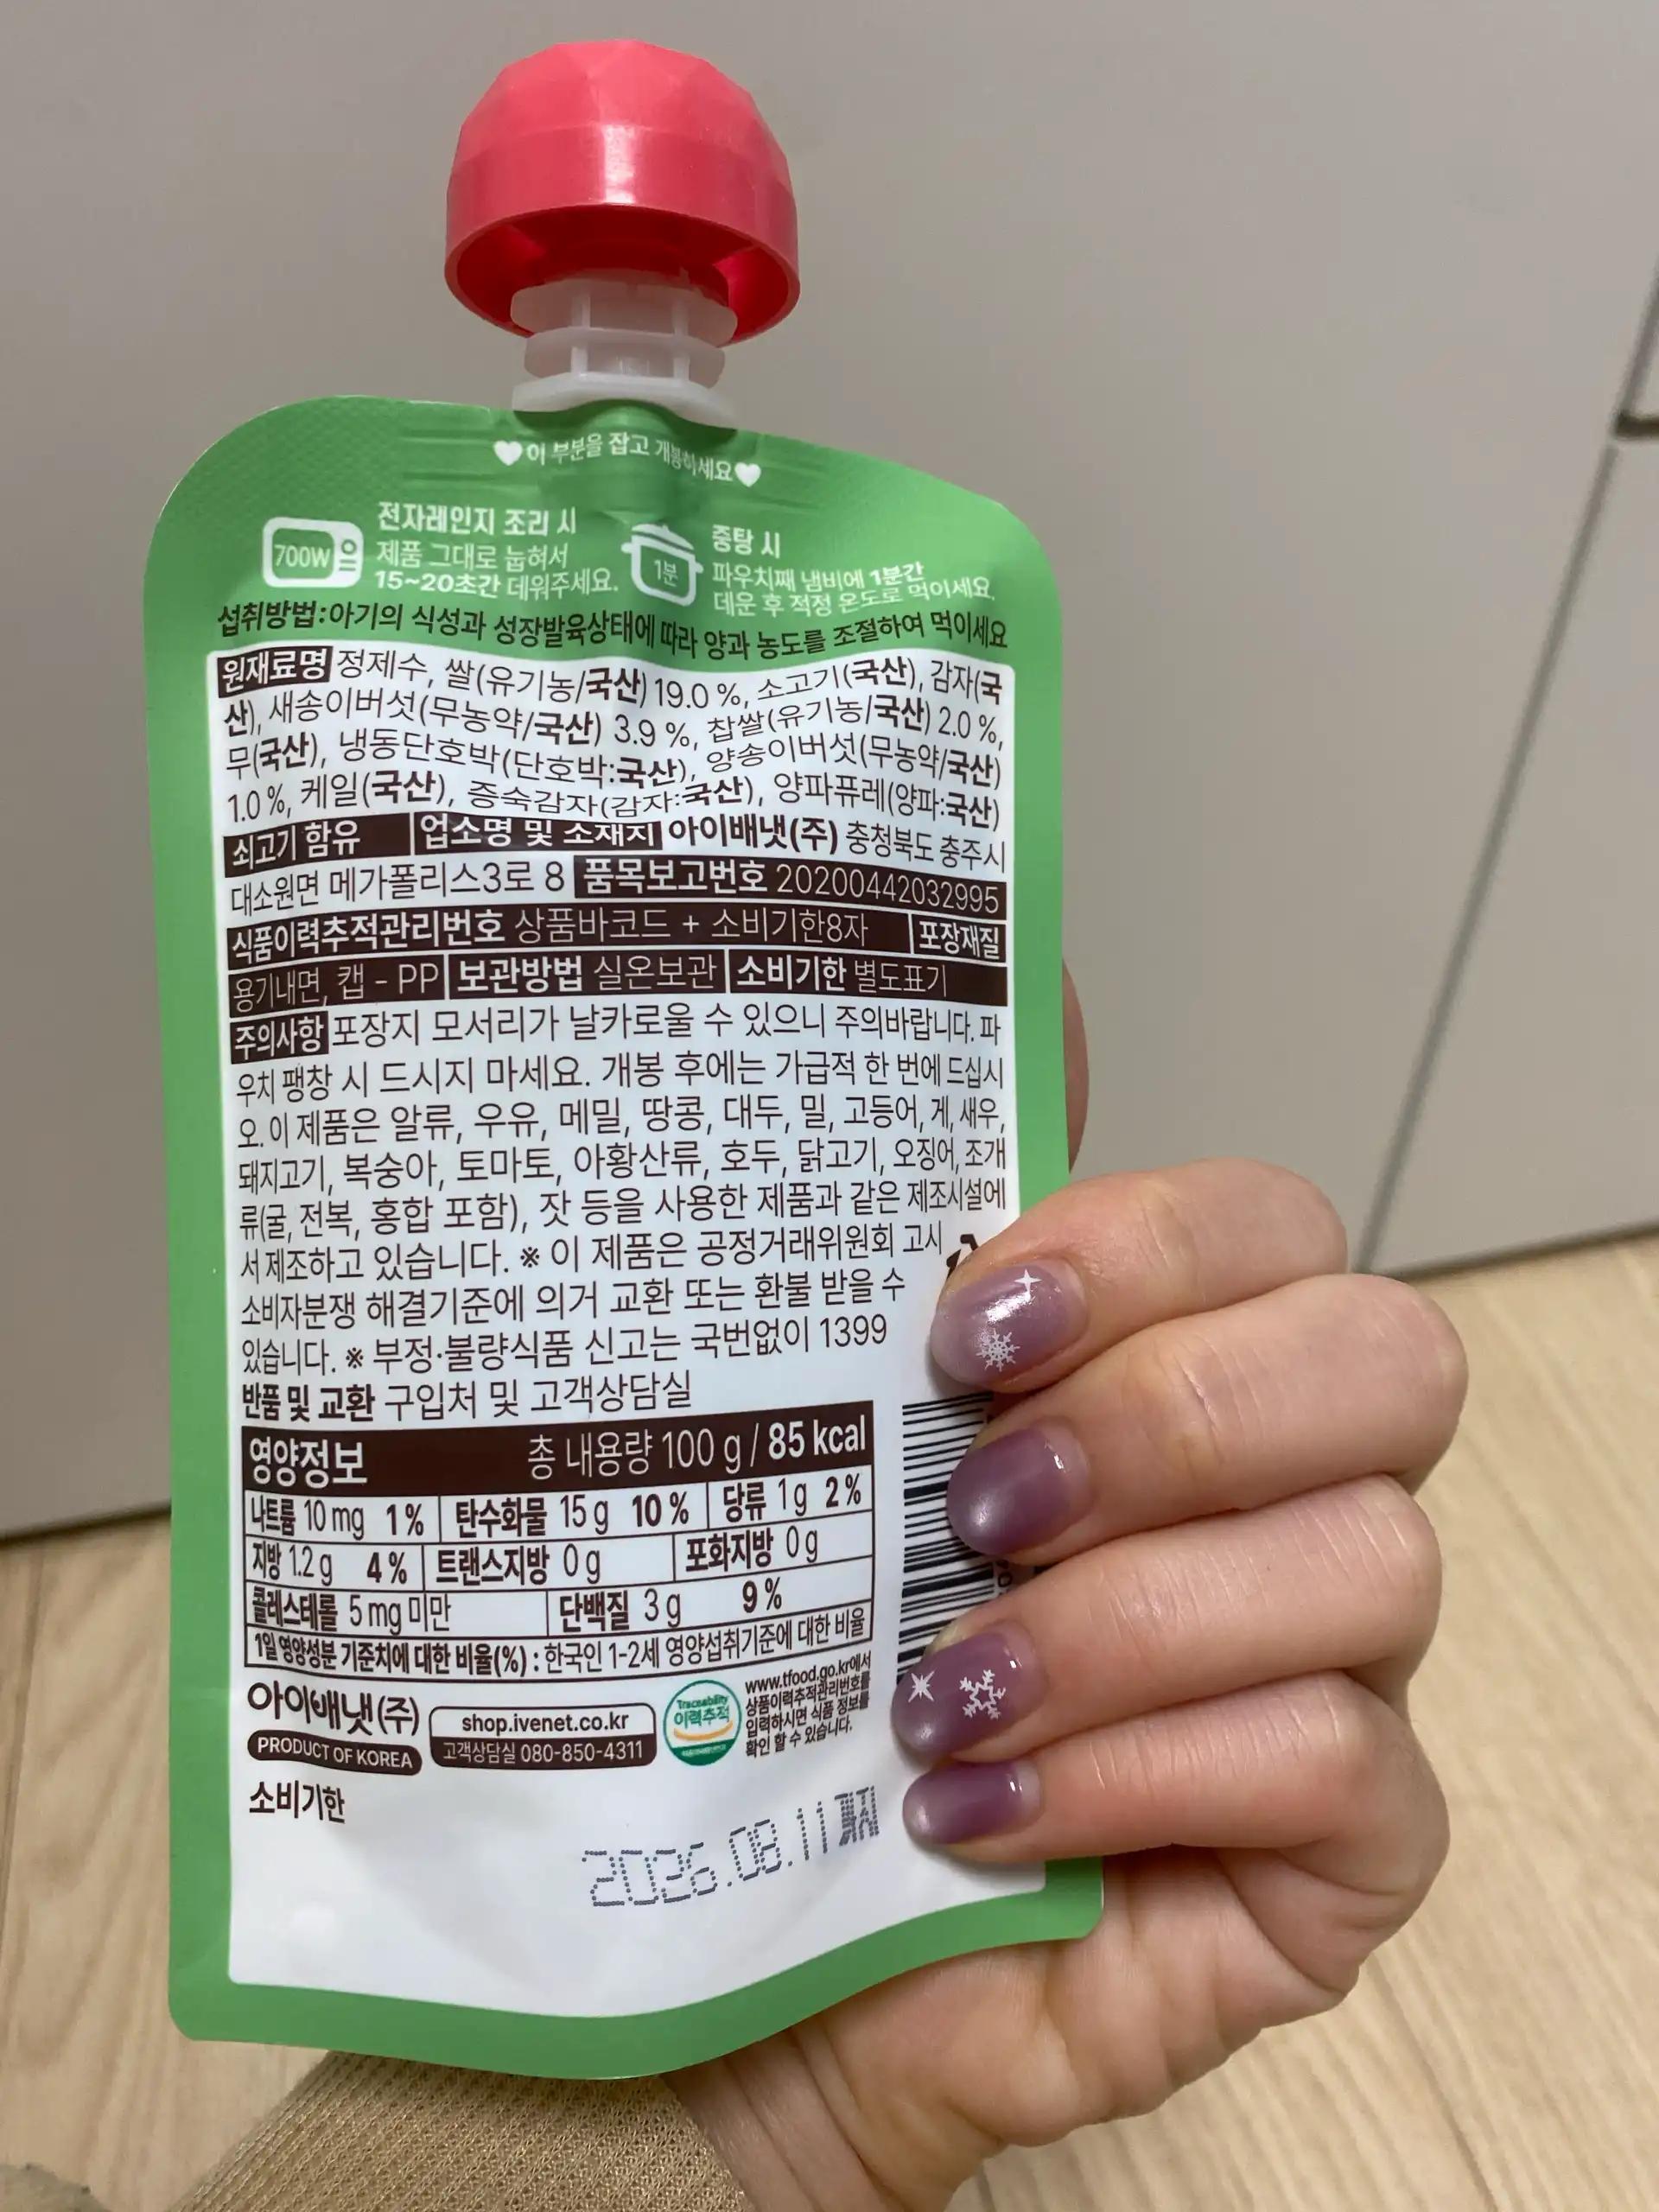 ♥이 부분을 잡고 개봉하세요♥
700W
전자레인지 조리 시
제품 그대로 눕혀서
15~20초간 데워주세요.
1분
중탕 시
파우치째 냄비에 1분간
데운 후 적정 온도로 먹이세요.
섭취방법:아기의 식성과 성장발육상태에 따라 양과 농도를 조절하여 먹이세요
원재료명 정제수, 쌀(유기농/국산) 19.0 %, 소고기(국산), 감자(국
산), 새송이버섯(무농약/국산) 3.9 %, 찹쌀(유기농/국산) 2.0 %,
무(국산), 냉동단호박(단호박:국산), 양송이버섯(무농약/국산)
1.0 %, 케일(국산), 증숙감자(감자:국산), 양파퓨레(양파:국산)
쇠고기 함유 업소명 및 소재지 아이배냇(주) 충청북도 충주시
대소원면 메가폴리스3로 8 품목보고번호 20200442032995
식품이력추적관리번호 상품바코드 + 소비기한8자 포장재질
용기내면, 캡 - PP 보관방법 실온보관 소비기한 별도표기
주의사항 포장지 모서리가 날카로울 수 있으니 주의바랍니다. 파
우치 팽창 시 드시지 마세요. 개봉 후에는 가급적 한 번에 드십시
오. 이 제품은 알류, 우유, 메밀, 땅콩, 대두, 밀, 고등어, 게, 새우,
돼지고기, 복숭아, 토마토, 아황산류, 호두, 닭고기, 오징어, 조개
류(굴, 전복, 홍합 포함), 잣 등을 사용한 제품과 같은 제조시설에
서 제조하고 있습니다. ※ 이 제품은 공정거래위원회 고시
소비자분쟁 해결기준에 의거 교환 또는 환불 받을 수
있습니다. ※ 부정·불량식품 신고는 국번없이 1399
반품 및 교환 구입처 및 고객상담실
영양정보 총 내용량 100 g / 85 kcal
나트륨 10 mg 1 % 탄수화물 15 g 10 % 당류 1 g 2 %
지방 1.2 g 4 % 트랜스지방 0 g 포화지방 0 g
콜레스테롤 5 mg 미만 단백질 3 g 9 %
1일 영양성분 기준치에 대한 비율(%) : 한국인 1-2세 영양섭취기준에 대한 비율
아이배냇(주)
PRODUCT OF KOREA
shop.ivenet.co.kr
고객상담실 080-850-4311
Traceability
이력추적
www.tfood.go.kr에서
상품이력추적관리번호를
입력하시면 식품 정보를
확인 할 수 있습니다.
소비기한
2026.08.11